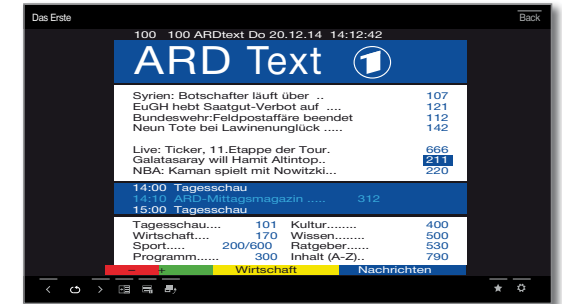 Das Erste
Back
100 100 ARDtext Do 20.12.14 14:12:42
ARD Text 1
Syrien: Botschafter läuft über .. 107
EuGH hebt Saatgut-Verbot auf .... 121
Bundeswehr:Feldpostaffäre beendet 112
Neun Tote bei Lawinenunglück ..... 142
Live: Ticker, 11.Etappe der Tour. 666
Galatasaray will Hamit Altintop.. 211
NBA: Kaman spielt mit Nowitzki... 220
14:00 Tagesschau
14:10 ARD-Mittagsmagazin ..... 312
15:00 Tagesschau
Tagesschau.... 101 Kultur........ 400
Wirtschaft.... 170 Wissen........ 500
Sport..... 200/600 Ratgeber...... 530
Programm...... 300 Inhalt (A-Z).. 790
- + Wirtschaft Nachrichten